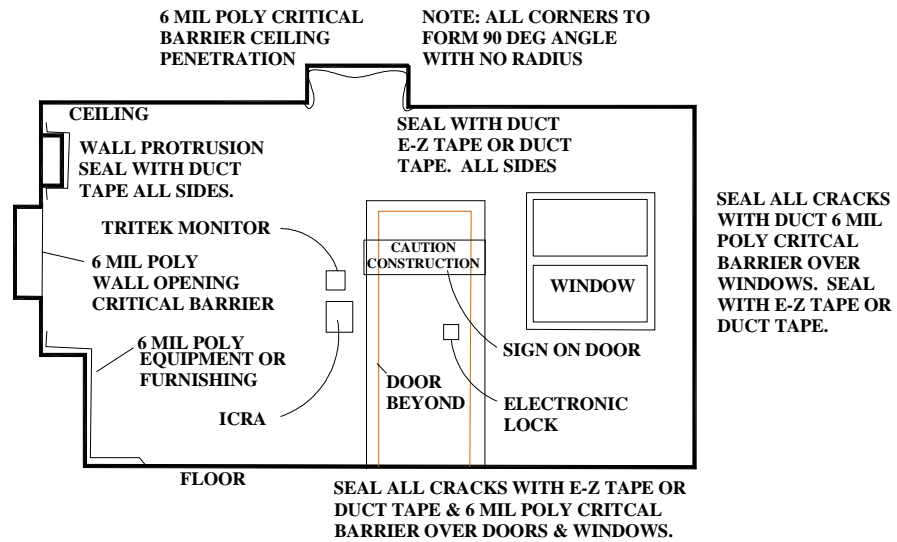 6 MIL POLY CRITICAL
BARRIER CEILING
PENETRATION
NOTE: ALL CORNERS TO
FORM 90 DEG ANGLE
WITH NO RADIUS
CEILING
WALL PROTRUSION
SEAL WITH DUCT
TAPE ALL SIDES.
SEAL WITH DUCT
E-Z TAPE OR DUCT
TAPE. ALL SIDES
TRITEK MONITOR
CAUTION
CONSTRUCTION
6 MIL POLY
WALL OPENING
CRITICAL BARRIER
WINDOW
SEAL ALL CRACKS
WITH DUCT 6 MIL
POLY CRITCAL
BARRIER OVER
WINDOWS. SEAL
WITH E-Z TAPE OR
DUCT TAPE.
6 MIL POLY
EQUIPMENT OR
FURNISHING
SIGN ON DOOR
ICRA
DOOR
BEYOND
ELECTRONIC
LOCK
FLOOR
SEAL ALL CRACKS WITH E-Z TAPE OR
DUCT TAPE & 6 MIL POLY CRITCAL
BARRIER OVER DOORS & WINDOWS.